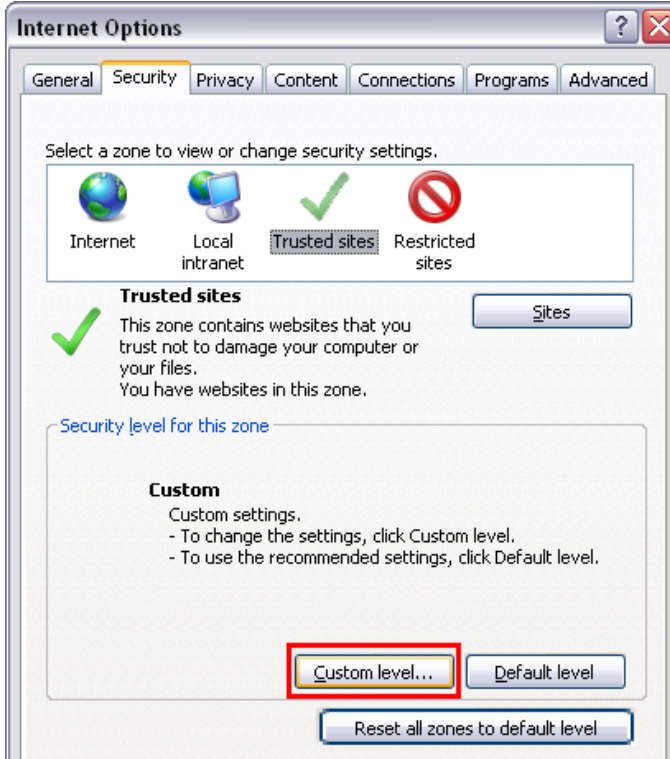 Internet Options
General Security Privacy Content Connections Programs Advanced
Select a zone to view or change security settings.
Internet Local intranet Trusted sites Restricted sites
Trusted sites
Sites
This zone contains websites that you
trust not to damage your computer or
your files.
You have websites in this zone.
Security level for this zone
Custom
Custom settings.
- To change the settings, click Custom level.
- To use the recommended settings, click Default level.
Custom level... Default level
Reset all zones to default level